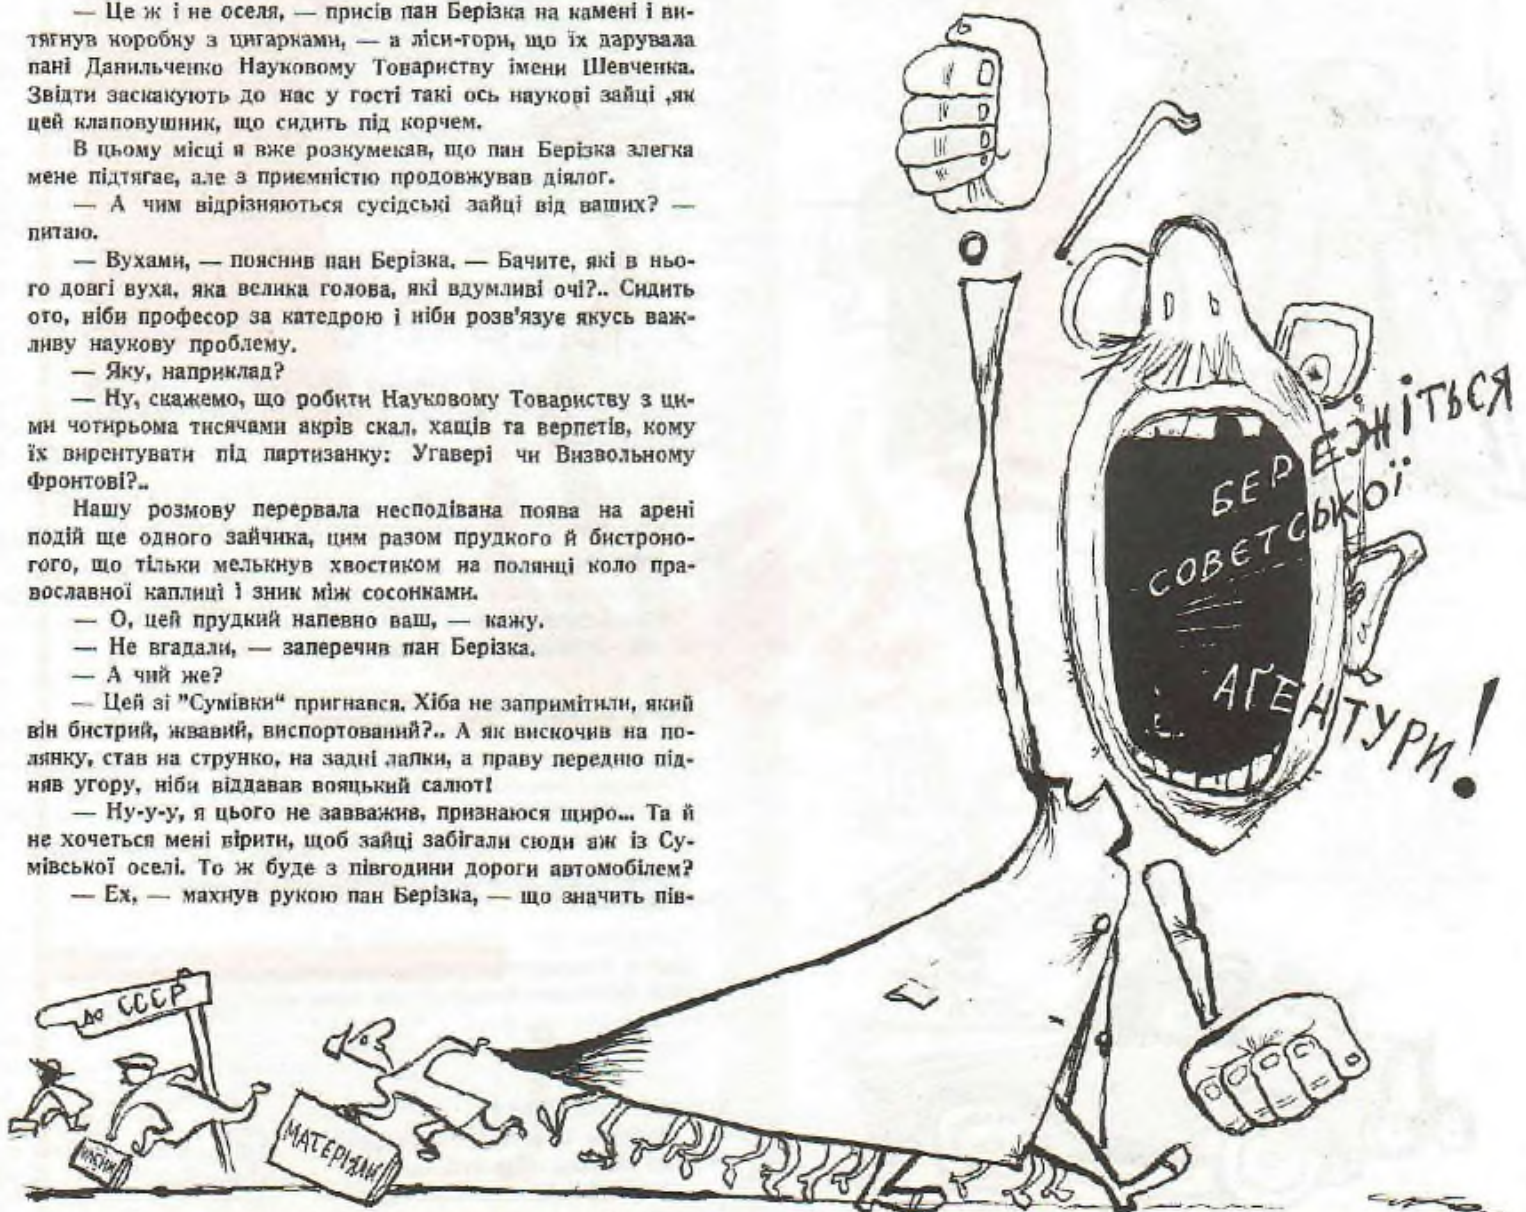 — Це ж і не оселя, — присів пан Берізка на камені і ви-
тягнув коробку з цигарками, — а ліси-гори, що їх дарувала
пані Данильченко Науковому Товариству імени Шевченка.
Звідти заскакують до нас у гості такі ось наукові зайці ,як
цей клаповушник, що сидить під корчем.
В цьому місці я вже розкумекав, що пан Берізка злегка
мене підтягає, але з приємністю продовжував діялог.
— А чим відрізняються сусідські зайці від ваших? —
питаю.
— Вухами, — пояснив пан Берізка. — Бачите, які в ньо-
го довгі вуха, яка велика голова, які вдумливі очі?.. Сидить
ото, ніби професор за катедрою і ніби розв'язує якусь важ-
ливу наукову проблему.
— Яку, наприклад?
— Ну, скажемо, що робити Науковому Товариству з ци-
ми чотирьома тисячами акрів скал, хащів та верпетів, кому
їх вирентувати під партизанку: Угавері чи Визвольному
Фронтові?..
Нашу розмову перервала несподівана поява на арені
подій ще одного зайчика, цим разом прудкого й бистроно-
гого, що тільки мелькнув хвостиком на полянці коло пра-
вославної каплиці і зник між сосонками.
— О, цей прудкий напевно ваш, — кажу.
— Не вгадали, — заперечив пан Берізка.
— А чий же?
— Цей зі "Сумівки" пригнався. Хіба не запримітили, який
він бистрий, жвавий, виспортований?.. А як вискочив на по-
лянку, став на струнко, на задні лапки, а праву передню під-
няв угору, ніби віддавав вояцький салют!
— Ну-у-у, я цього не завважив, признаюся щиро... Та й
не хочеться мені вірити, щоб зайці забігали сюди аж із Су-
мівської оселі. То ж буде з півгодини дороги автомобілем?
— Ех, — махнув рукою пан Берізка, — що значить пів-
БЕРЕЖІТЬСЯ
СОВЄТСЬКОЇ
АҐЕНТУРИ!
до СССР
МАТЕРІЯЛИ